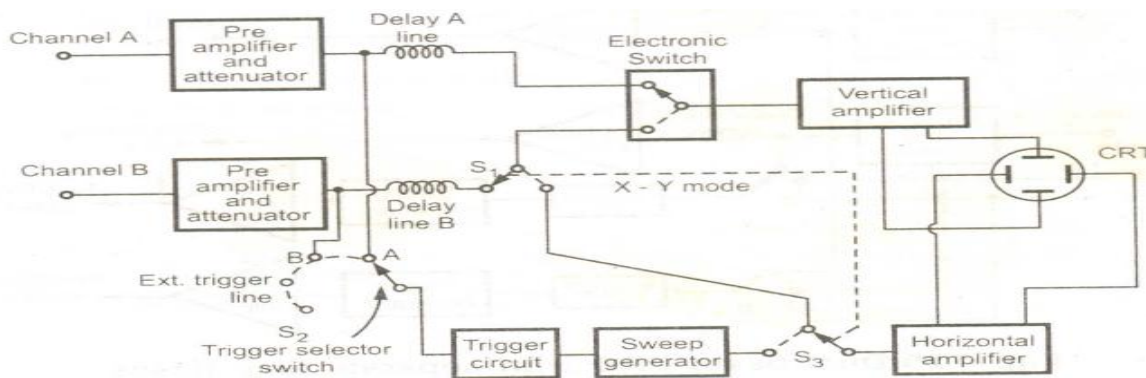 Channel A
Pre
amplifier
and
attenuator
Delay A
line
Electronic
Switch
Vertical
amplifier
CRT
Channel B
Pre
amplifier
and
attenuator
S1
Delay
line B
X - Y mode
B
A
Ext. trigger
line
S2
Trigger selector
switch
Trigger
circuit
Sweep
generator
S3
Horizontal
amplifier